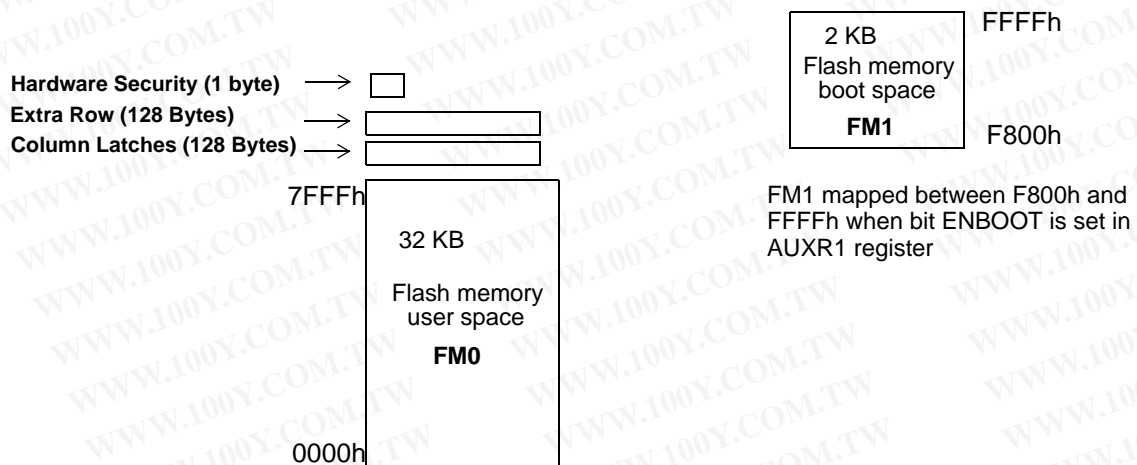 Hardware Security (1 byte)
Extra Row (128 Bytes)
Column Latches (128 Bytes)
7FFFh
32 KB
Flash memory
user space
FM0
0000h
2 KB
Flash memory
boot space
FM1
FFFFh
F800h
FM1 mapped between F800h and
FFFFh when bit ENBOOT is set in
AUXR1 register
WWW.100Y.COM.TW